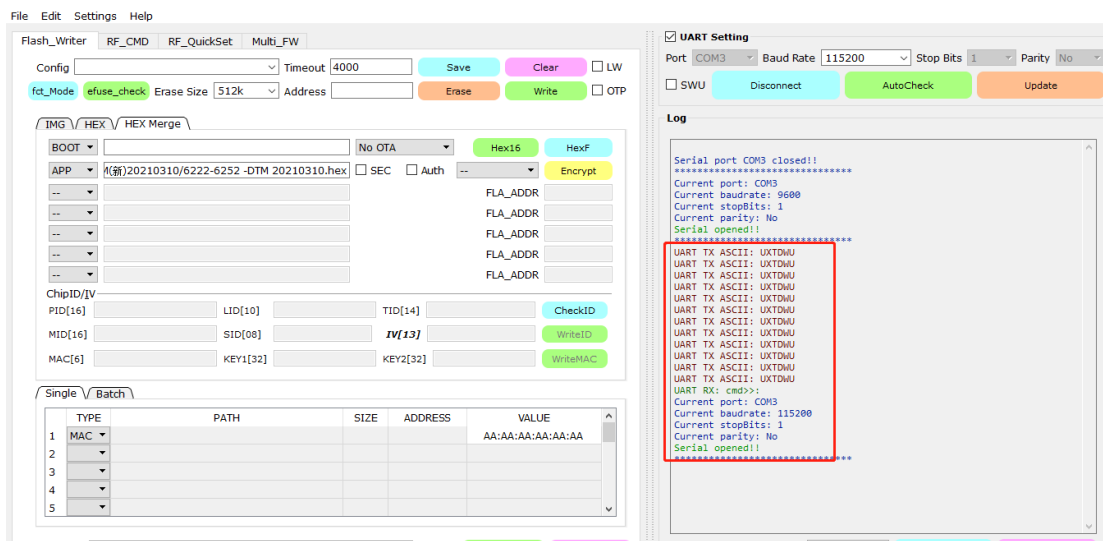 File Edit Settings Help
Flash_Writer RF_CMD RF_QuickSet Multi_FW
Config Timeout 4000 Save Clear LW
fct_Mode efuse_check Erase Size 512k Address Erase Write OTP
IMG HEX HEX Merge
BOOT No OTA Hex16 HexF
APP (新)20210310/6222-6252 -DTM 20210310.hex SEC Auth -- Encrypt
-- FLA_ADDR
-- FLA_ADDR
-- FLA_ADDR
-- FLA_ADDR
-- FLA_ADDR
ChipID/IV
PID[16] LID[10] TID[14] CheckID
MID[16] SID[08] IV[13] WriteID
MAC[6] KEY1[32] KEY2[32] WriteMAC
Single Batch
TYPE PATH SIZE ADDRESS VALUE
1 MAC AA:AA:AA:AA:AA:AA
2
3
4
5
UART Setting
Port COM3 Baud Rate 115200 Stop Bits 1 Parity No
SWU Disconnect AutoCheck Update
Log
Serial port COM3 closed!!
*******************************
Current port: COM3
Current baudrate: 9600
Current stopBits: 1
Current parity: No
Serial opened!!
*******************************
UART TX ASCII: UXTDWU
UART TX ASCII: UXTDWU
UART TX ASCII: UXTDWU
UART TX ASCII: UXTDWU
UART TX ASCII: UXTDWU
UART TX ASCII: UXTDWU
UART TX ASCII: UXTDWU
UART TX ASCII: UXTDWU
UART TX ASCII: UXTDWU
UART TX ASCII: UXTDWU
UART TX ASCII: UXTDWU
UART TX ASCII: UXTDWU
UART RX: cmd>>:
Current port: COM3
Current baudrate: 115200
Current stopBits: 1
Current parity: No
Serial opened!!
*******************************